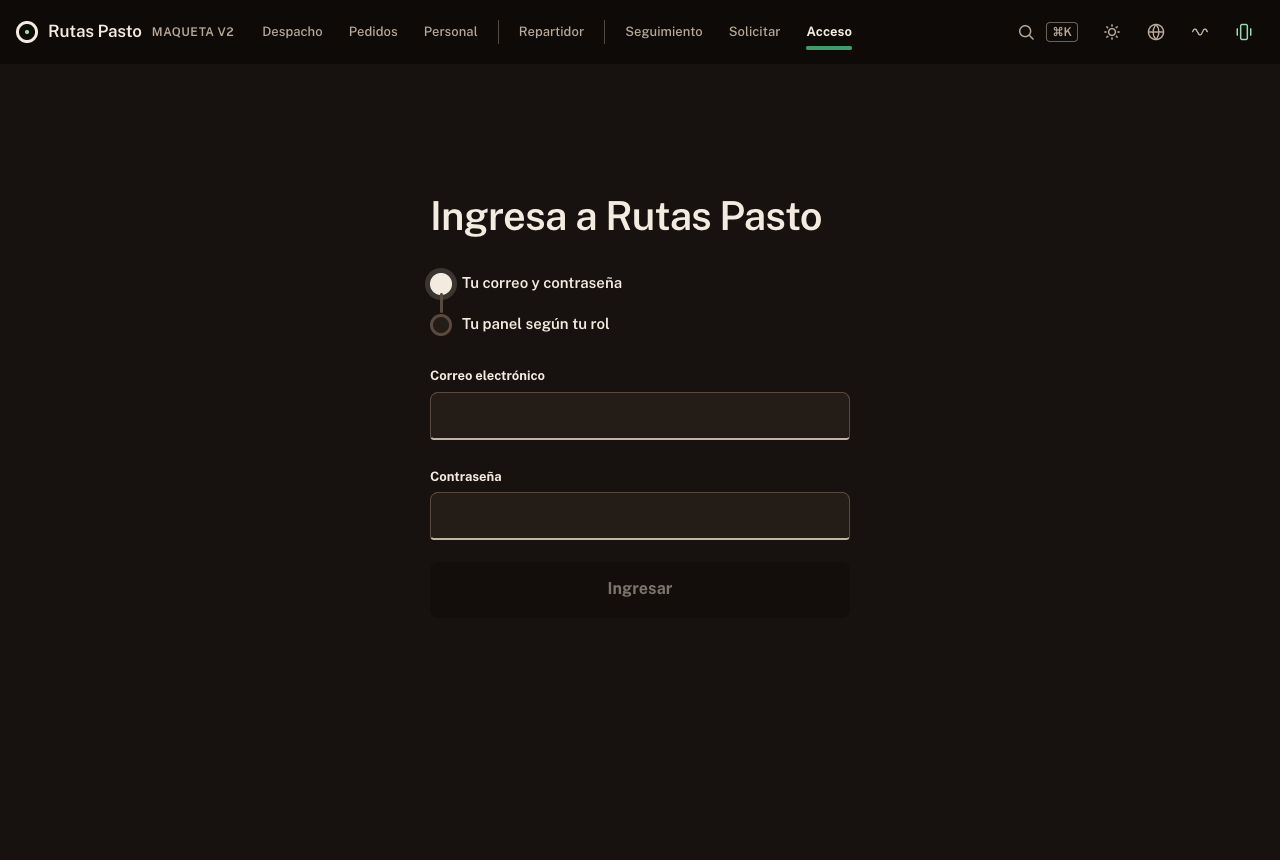 Rutas Pasto MAQUETA V2 Despacho Pedidos Personal Repartidor Seguimiento Solicitar Acceso ⌘K
Ingresa a Rutas Pasto
Tu correo y contraseña
Tu panel según tu rol
Correo electrónico
Contraseña
Ingresar